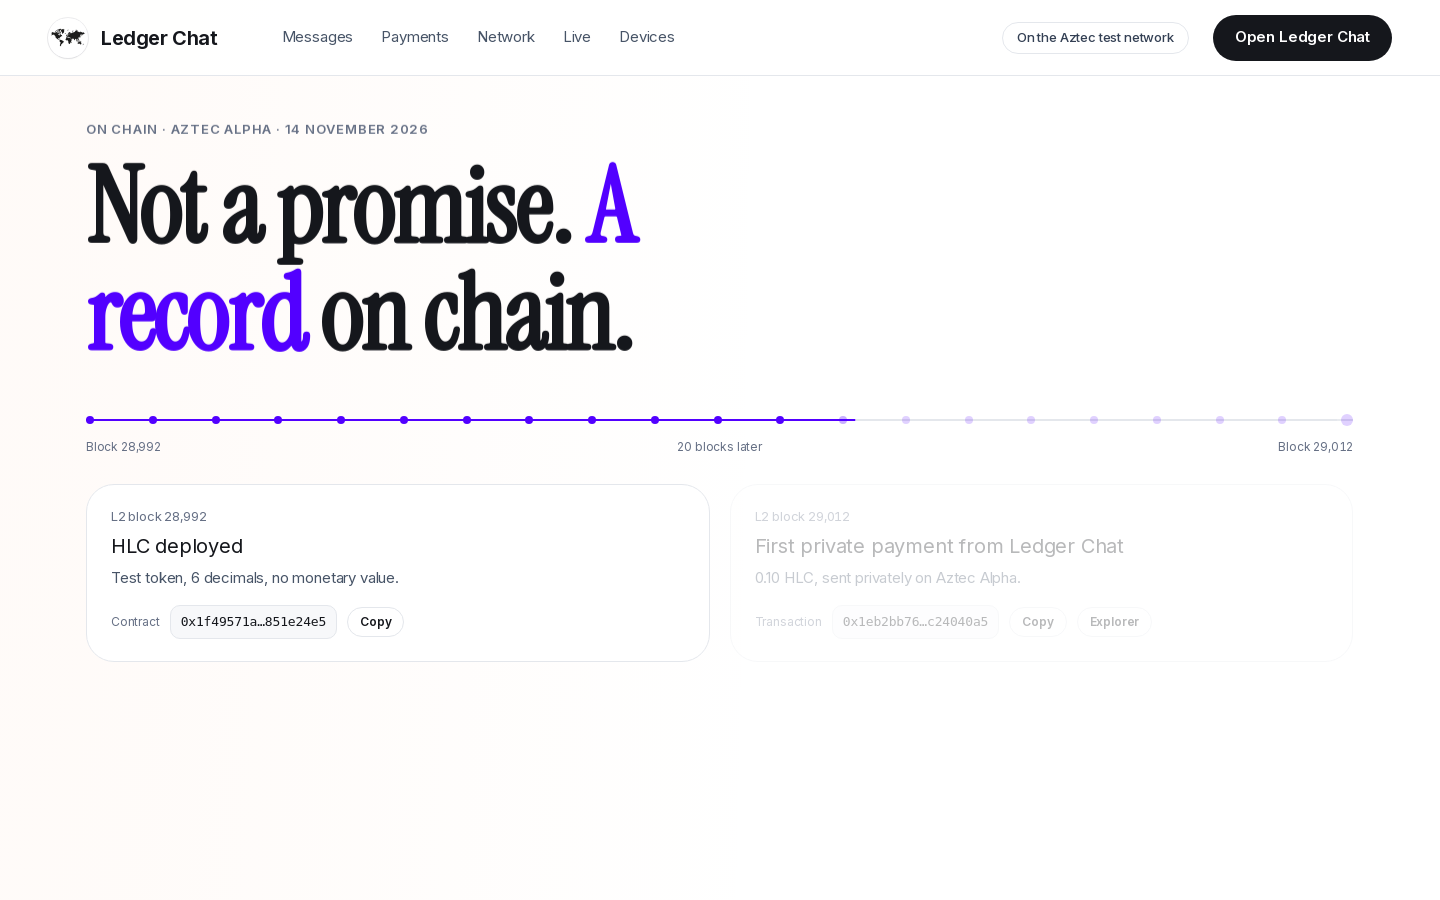 Ledger Chat
Messages
Payments
Network
Live
Devices
On the Aztec test network
Open Ledger Chat
ON CHAIN · AZTEC ALPHA · 14 NOVEMBER 2026
Not a promise. A
record on chain.
Block 28,992
20 blocks later
Block 29,012
L2 block 28,992
HLC deployed
Test token, 6 decimals, no monetary value.
Contract 0x1f49571a…851e24e5 Copy
L2 block 29,012
First private payment from Ledger Chat
0.10 HLC, sent privately on Aztec Alpha.
Transaction 0x1eb2bb76…c24040a5 Copy Explorer